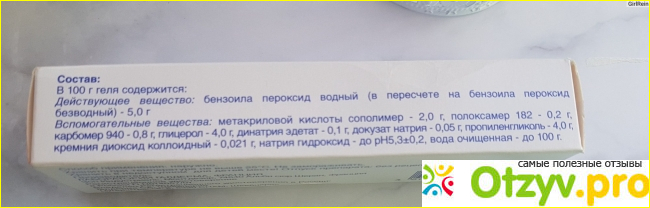 GirlRein
Состав:
В 100 г геля содержится:
Действующее вещество: бензоила пероксид водный (в пересчете на бензоила пероксид
безводный) - 5,0 г
Вспомогательные вещества: метакриловой кислоты сополимер - 2,0 г, полоксамер 182 - 0,2 г,
карбомер 940 - 0,8 г, глицерол - 4,0 г, динатрия эдетат - 0,1 г, докузат натрия - 0,05 г, пропиленгликоль - 4,0 г,
кремния диоксид коллоидный - 0,021 г, натрия гидроксид - до pH5,3±0,2, вода очищенная - до 100 г.
самые полезные отзывы
Otzyv.pro